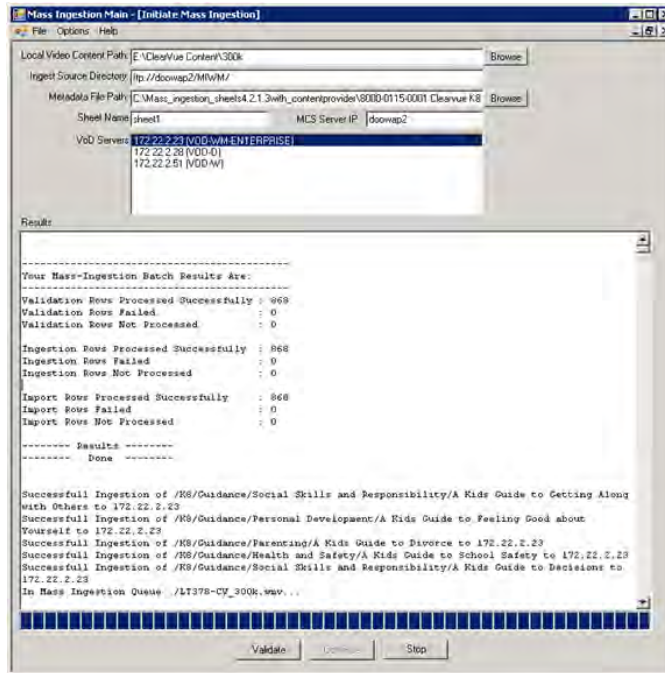 Mass Ingestion Main - [Initiate Mass Ingestion]
File Options Help
Local Video Content Path: E:\ClearVue Content\300k Browse
Ingest Source Directory: ftp://doowap2/MIWM/
Metadata File Path: C:\Mass_ingestion_sheets4.2.1.3with_contentprovider\8000-0115-0001 Clearvue K8 Browse
Sheet Name: sheet1 MCS Server IP doowap2
VoD Servers 172.22.2.23 (VOD-WM-ENTERPRISE)
172.22.2.28 (VOD-D)
172.22.2.51 (VOD-W)
Results
----------------------------------------------
Your Mass-Ingestion Batch Results Are:
----------------------------------------------
Validation Rows Processed Successfully : 868
Validation Rows Failed : 0
Validation Rows Not Processed : 0
Ingestion Rows Processed Successfully : 868
Ingestion Rows Failed : 0
Ingestion Rows Not Processed : 0
Import Rows Processed Successfully : 868
Import Rows Failed : 0
Import Rows Not Processed : 0
-------- Results --------
-------- Done --------
Successfull Ingestion of /K8/Guidance/Social Skills and Responsibility/A Kids Guide to Getting Along
with Others to 172.22.2.23
Successfull Ingestion of /K8/Guidance/Personal Development/A Kids Guide to Feeling Good about
Yourself to 172.22.2.23
Successfull Ingestion of /K8/Guidance/Parenting/A Kids Guide to Divorce to 172.22.2.23
Successfull Ingestion of /K8/Guidance/Health and Safety/A Kids Guide to School Safety to 172.22.2.23
Successfull Ingestion of /K8/Guidance/Social Skills and Responsibility/A Kids Guide to Decisions to
172.22.2.23
In Mass Ingestion Queue ./LT378-CV_300k.wmv...
Validate Stop